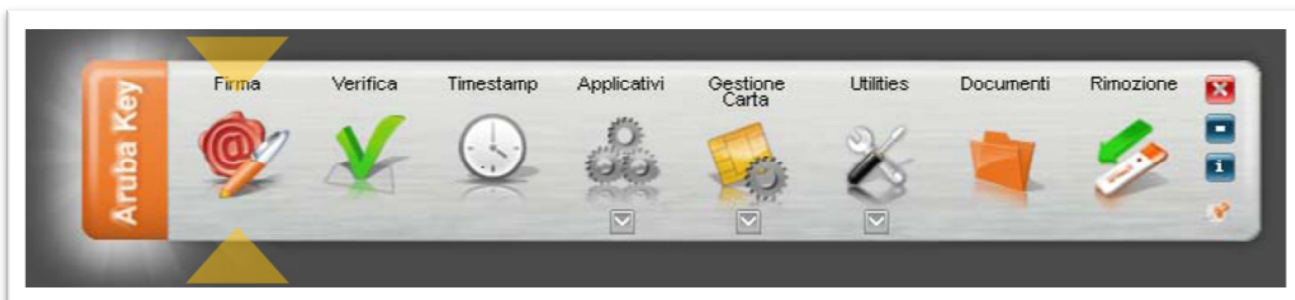 Aruba Key
Firma
Verifica
Timestamp
Applicativi
Gestione
Carta
Utilities
Documenti
Rimozione